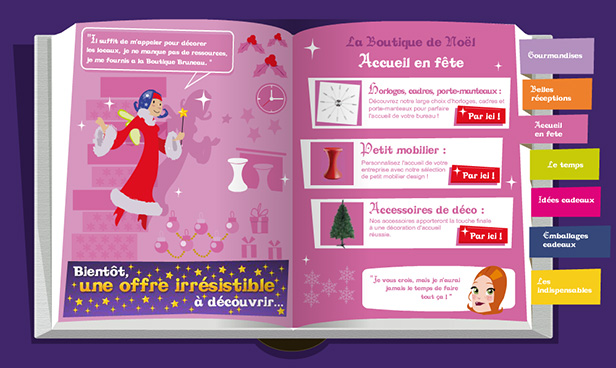 "Il suffit de m'appeler pour décorer
les locaux, je ne manque pas de ressources,
je me fournis à la Boutique Bruneau."
Bientôt,
une offre irrésistible
à découvrir...
La Boutique de Noël
Accueil en fête
Horloges, cadres, porte-manteaux :
Découvrez notre large choix d'horloges, cadres et
porte-manteaux pour parfaire
l'accueil de votre bureau !
Par ici !
Petit mobilier :
Personnalisez l'accueil de votre
entreprise avec notre sélection
de petit mobilier design !
Par ici !
Accessoires de déco :
Nos accessoires apporteront la touche finale
à une décoration d'accueil
réussie.
Par ici !
"Je vous crois, mais je n'aurai
jamais le temps de faire
tout ça !"
Gourmandises
Belles
réceptions
Accueil
en fete
Le temps
Idées cadeaux
Emballages
cadeaux
Les
indispensables